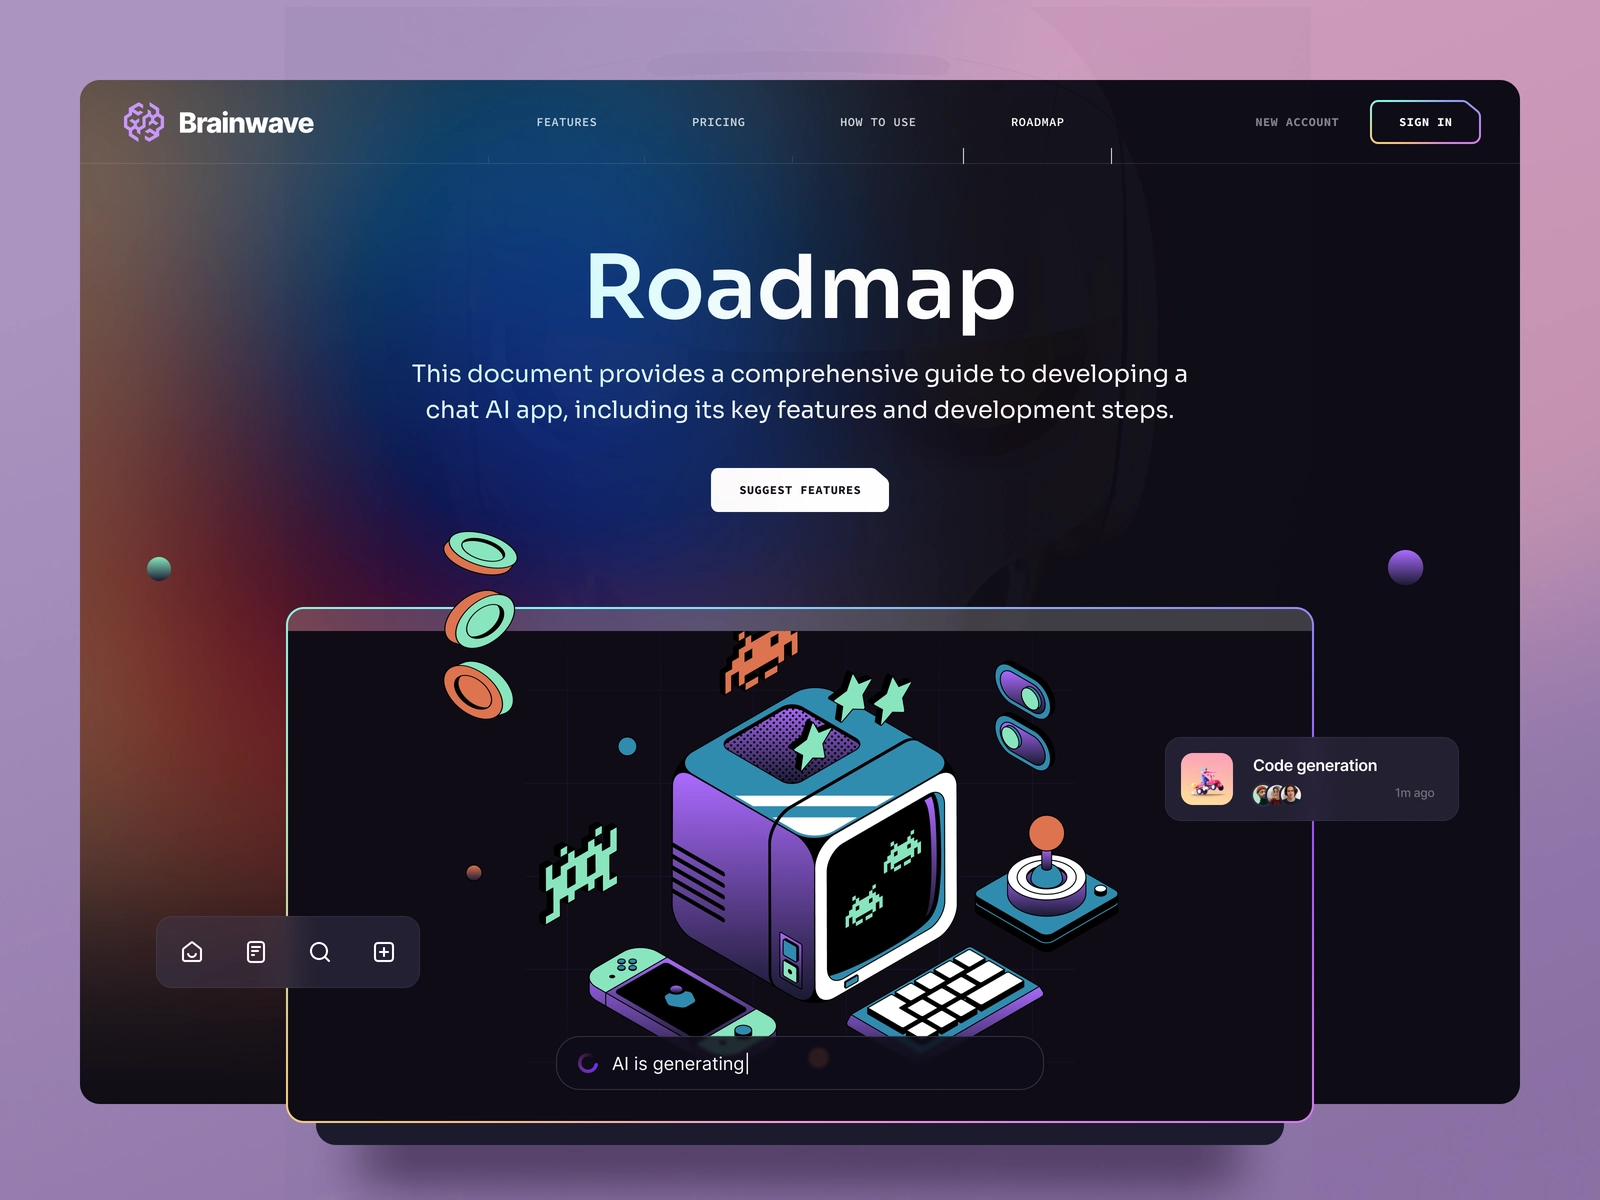 Brainwave
FEATURES
PRICING
HOW TO USE
ROADMAP
NEW ACCOUNT
SIGN IN
Roadmap
This document provides a comprehensive guide to developing a
chat AI app, including its key features and development steps.
SUGGEST FEATURES
Code generation
1m ago
AI is generating